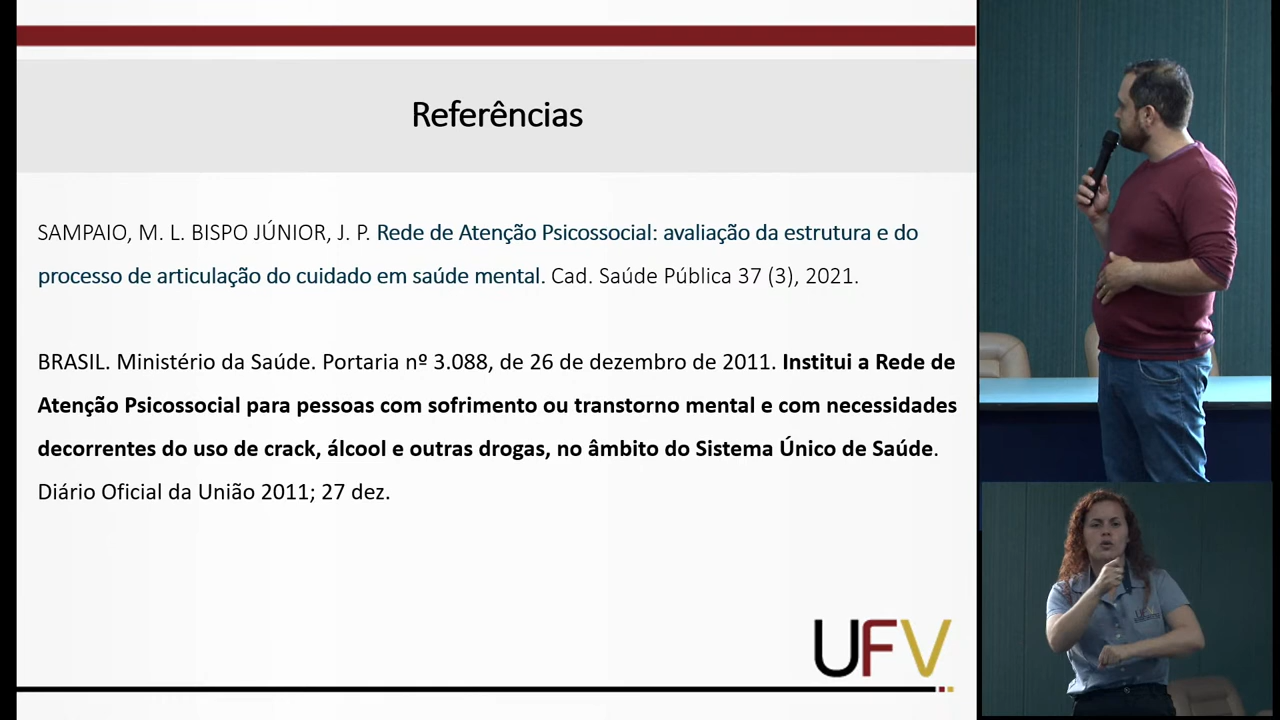 Referências
SAMPAIO, M. L. BISPO JÚNIOR, J. P. Rede de Atenção Psicossocial: avaliação da estrutura e do
processo de articulação do cuidado em saúde mental. Cad. Saúde Pública 37 (3), 2021.
BRASIL. Ministério da Saúde. Portaria nº 3.088, de 26 de dezembro de 2011. Institui a Rede de
Atenção Psicossocial para pessoas com sofrimento ou transtorno mental e com necessidades
decorrentes do uso de crack, álcool e outras drogas, no âmbito do Sistema Único de Saúde.
Diário Oficial da União 2011; 27 dez.
UFV